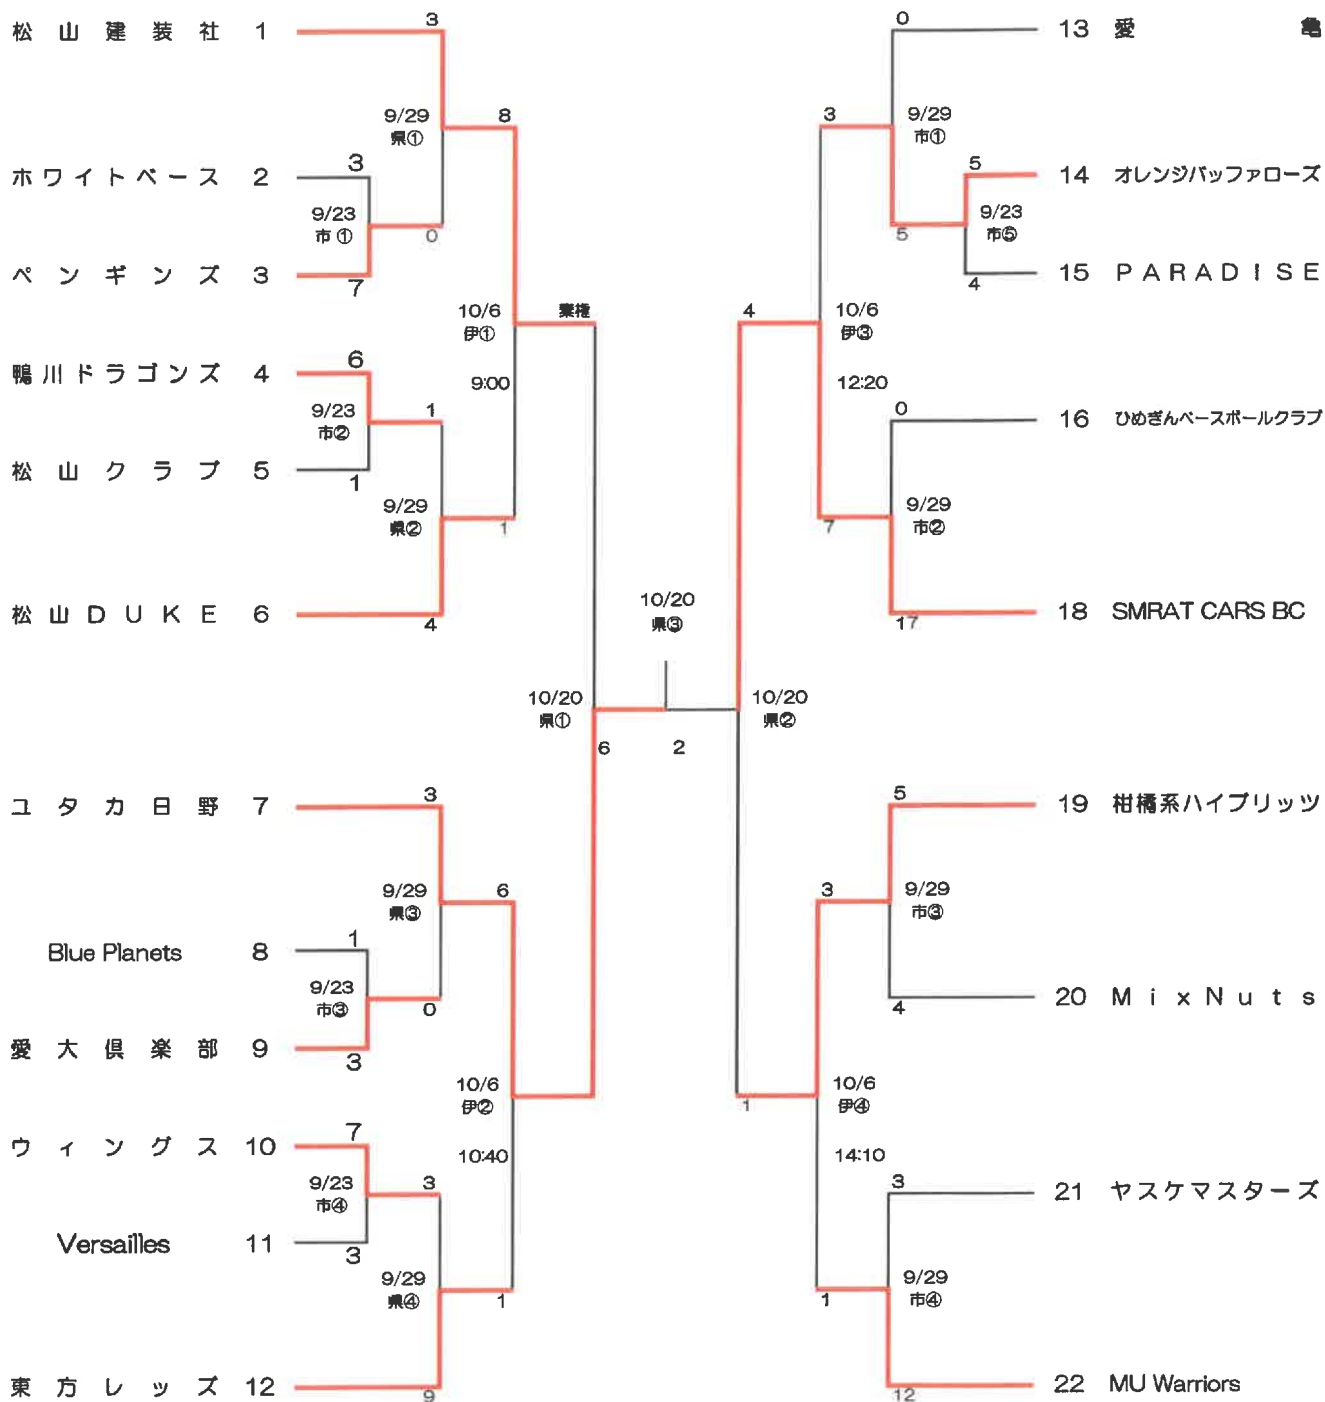 松山建装社 1
3
9/29
県①
8
ホワイトベース 2
3
9/23
市①
0
ペンギンズ 3
7
10/6
伊①
9:00
棄権
鴨川ドラゴンズ 4
6
9/23
市②
1
松山クラブ 5
1
9/29
県②
1
松山DUKE 6
4
10/20
県③
10/20
県①
6
2
ユタカ日野 7
3
9/29
県③
6
Blue Planets 8
1
9/23
市③
0
愛大倶楽部 9
3
10/6
伊②
10:40
ウィングス 10
7
9/23
市④
3
Versailles 11
3
9/29
県④
1
東方レッズ 12
9
0
13 愛亀
3
9/29
市①
5
14 オレンジバッファローズ
9/23
市⑤
5
4
15 PARADISE
4
10/6
伊③
12:20
0
16 ひめぎんベースボールクラブ
9/29
市②
7
17
18 SMRAT CARS BC
10/20
県②
5
19 柑橘系ハイブリッツ
3
9/29
市③
4
20 MixNuts
1
10/6
伊④
14:10
3
21 ヤスケマスターズ
9/29
市④
1
12
22 MU Warriors